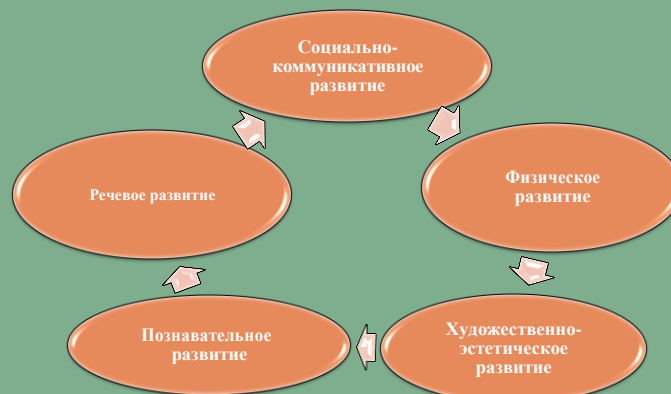 Социально-
коммуникативное
развитие
Физическое
развитие
Художественно-
эстетическое
развитие
Познавательное
развитие
Речевое развитие